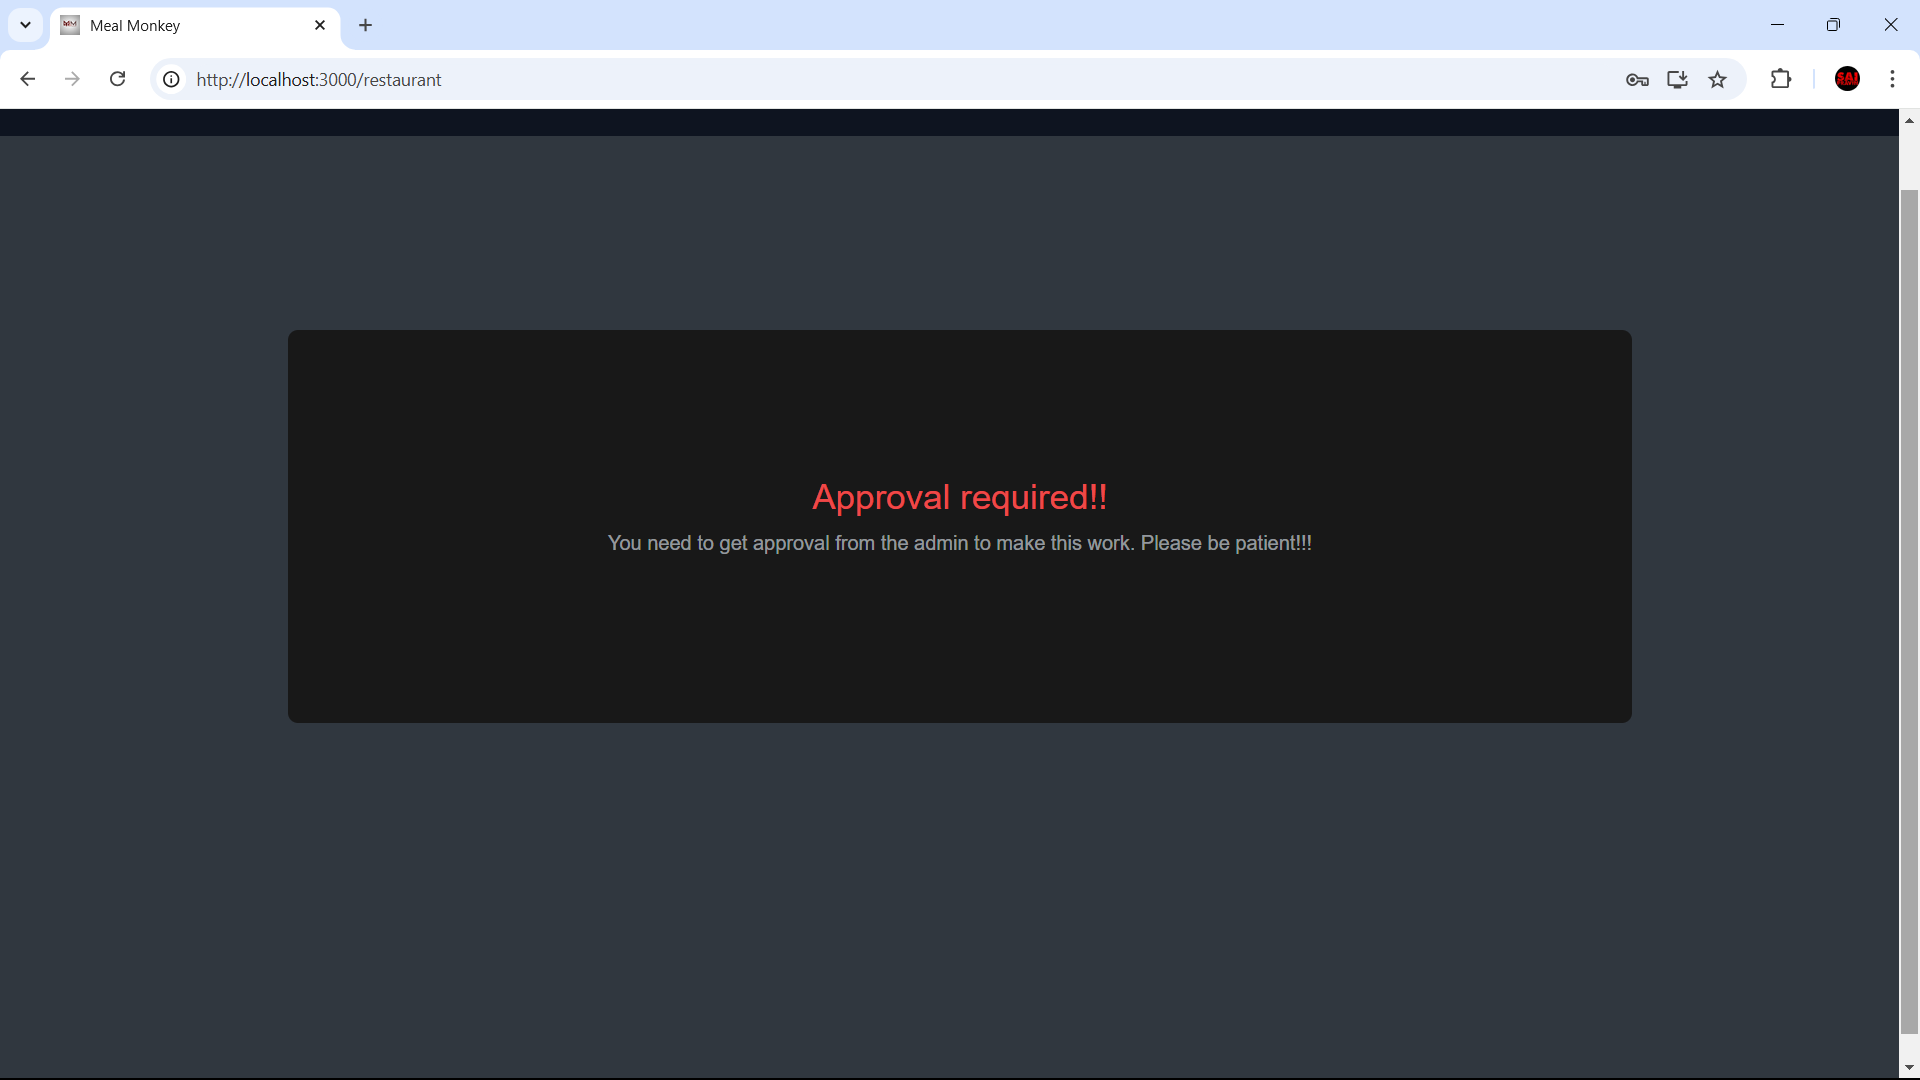 Meal Monkey
http://localhost:3000/restaurant
Approval required!!
You need to get approval from the admin to make this work. Please be patient!!!